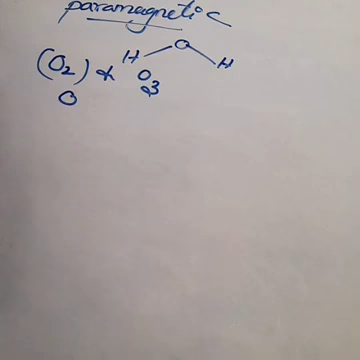 paramagnetic
O
H H
(O₂) & O₃
O &